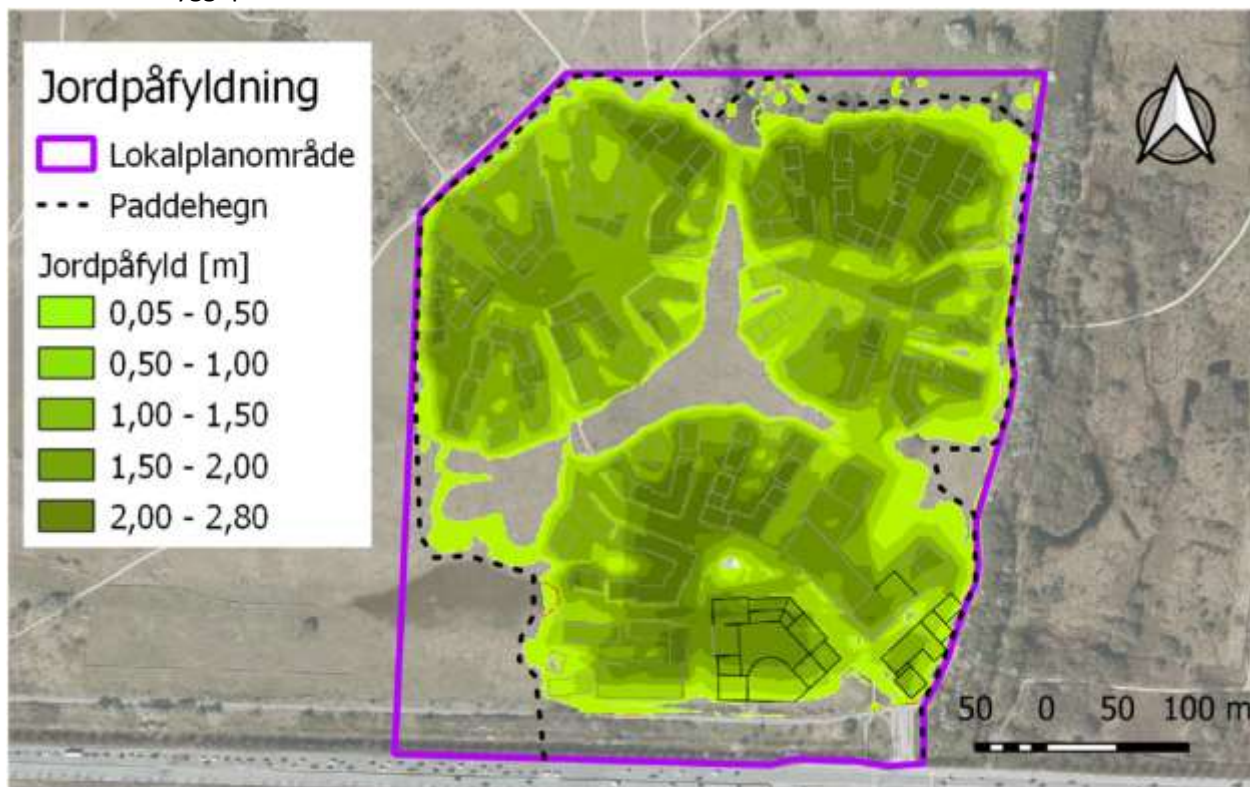 Jordpåfyldning
Lokalplanområde
Paddehegn
Jordpåfyld [m]
0,05 - 0,50
0,50 - 1,00
1,00 - 1,50
1,50 - 2,00
2,00 - 2,80
50 0 50 100 m